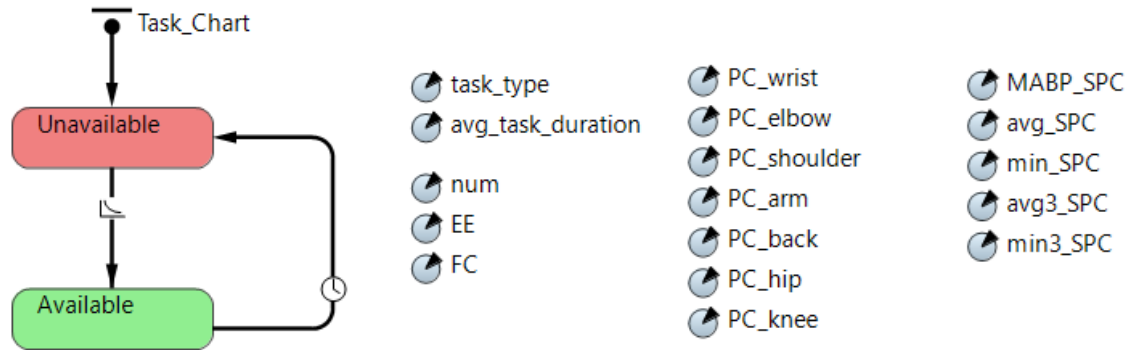 Task_Chart
Unavailable
Available
task_type
avg_task_duration
num
EE
FC
PC_wrist
PC_elbow
PC_shoulder
PC_arm
PC_back
PC_hip
PC_knee
MABP_SPC
avg_SPC
min_SPC
avg3_SPC
min3_SPC